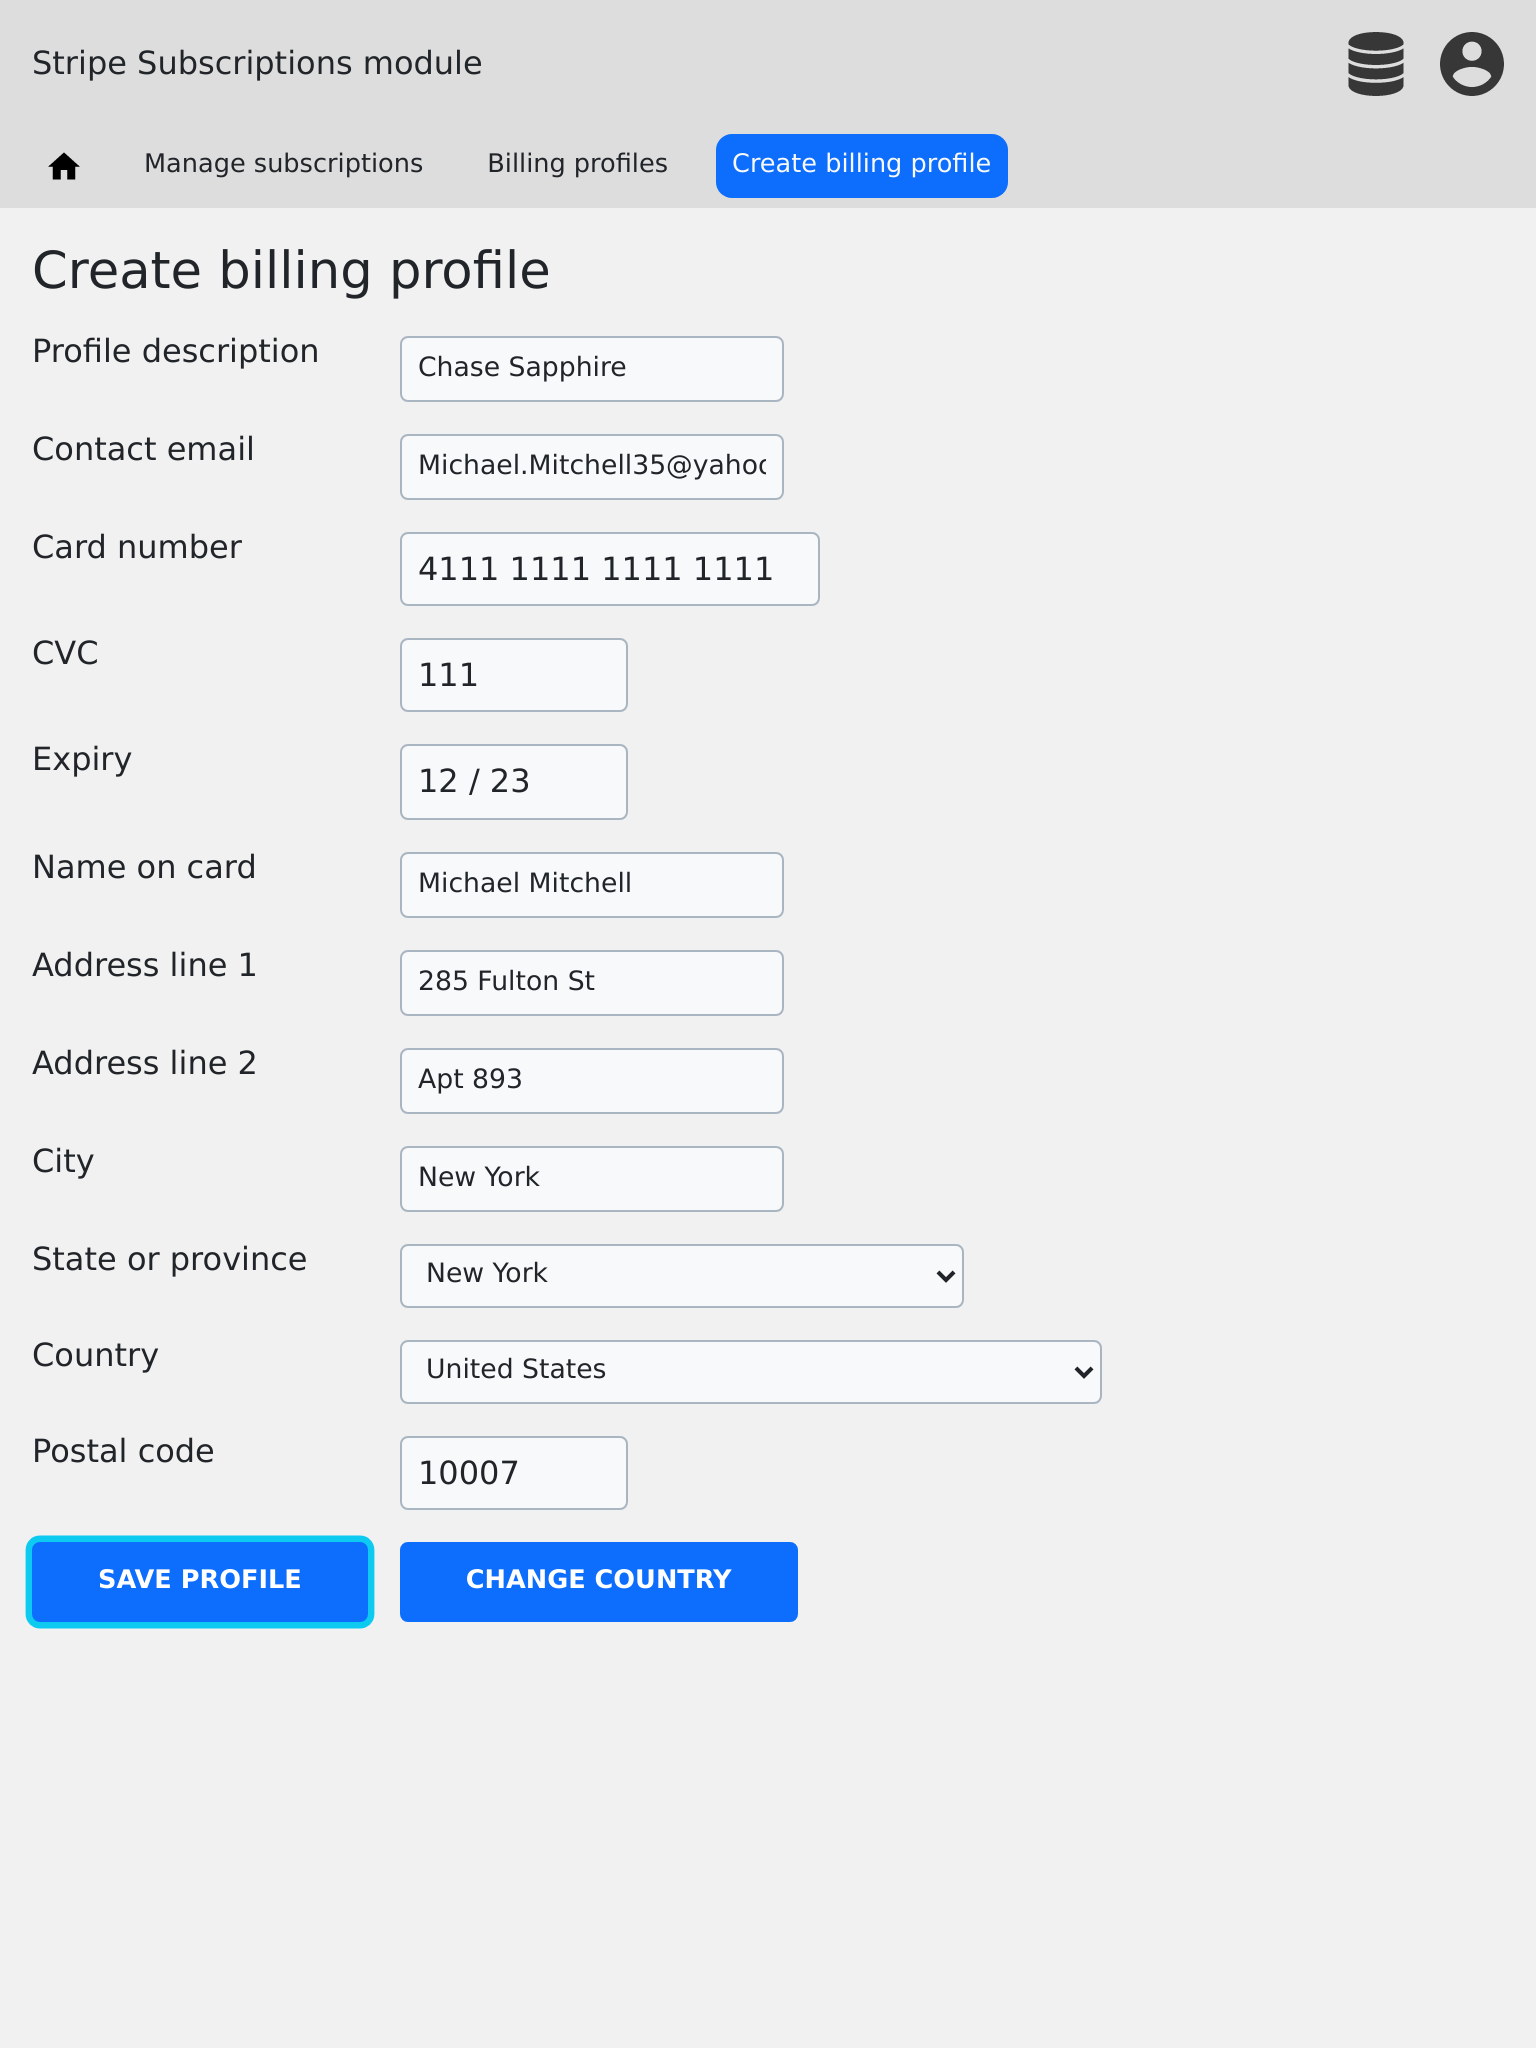 Stripe Subscriptions module
Manage subscriptions Billing profiles Create billing profile
Create billing profile
Profile description Chase Sapphire
Contact email Michael.Mitchell35@yahoo
Card number 4111 1111 1111 1111
CVC 111
Expiry 12 / 23
Name on card Michael Mitchell
Address line 1 285 Fulton St
Address line 2 Apt 893
City New York
State or province New York
Country United States
Postal code 10007
SAVE PROFILE CHANGE COUNTRY